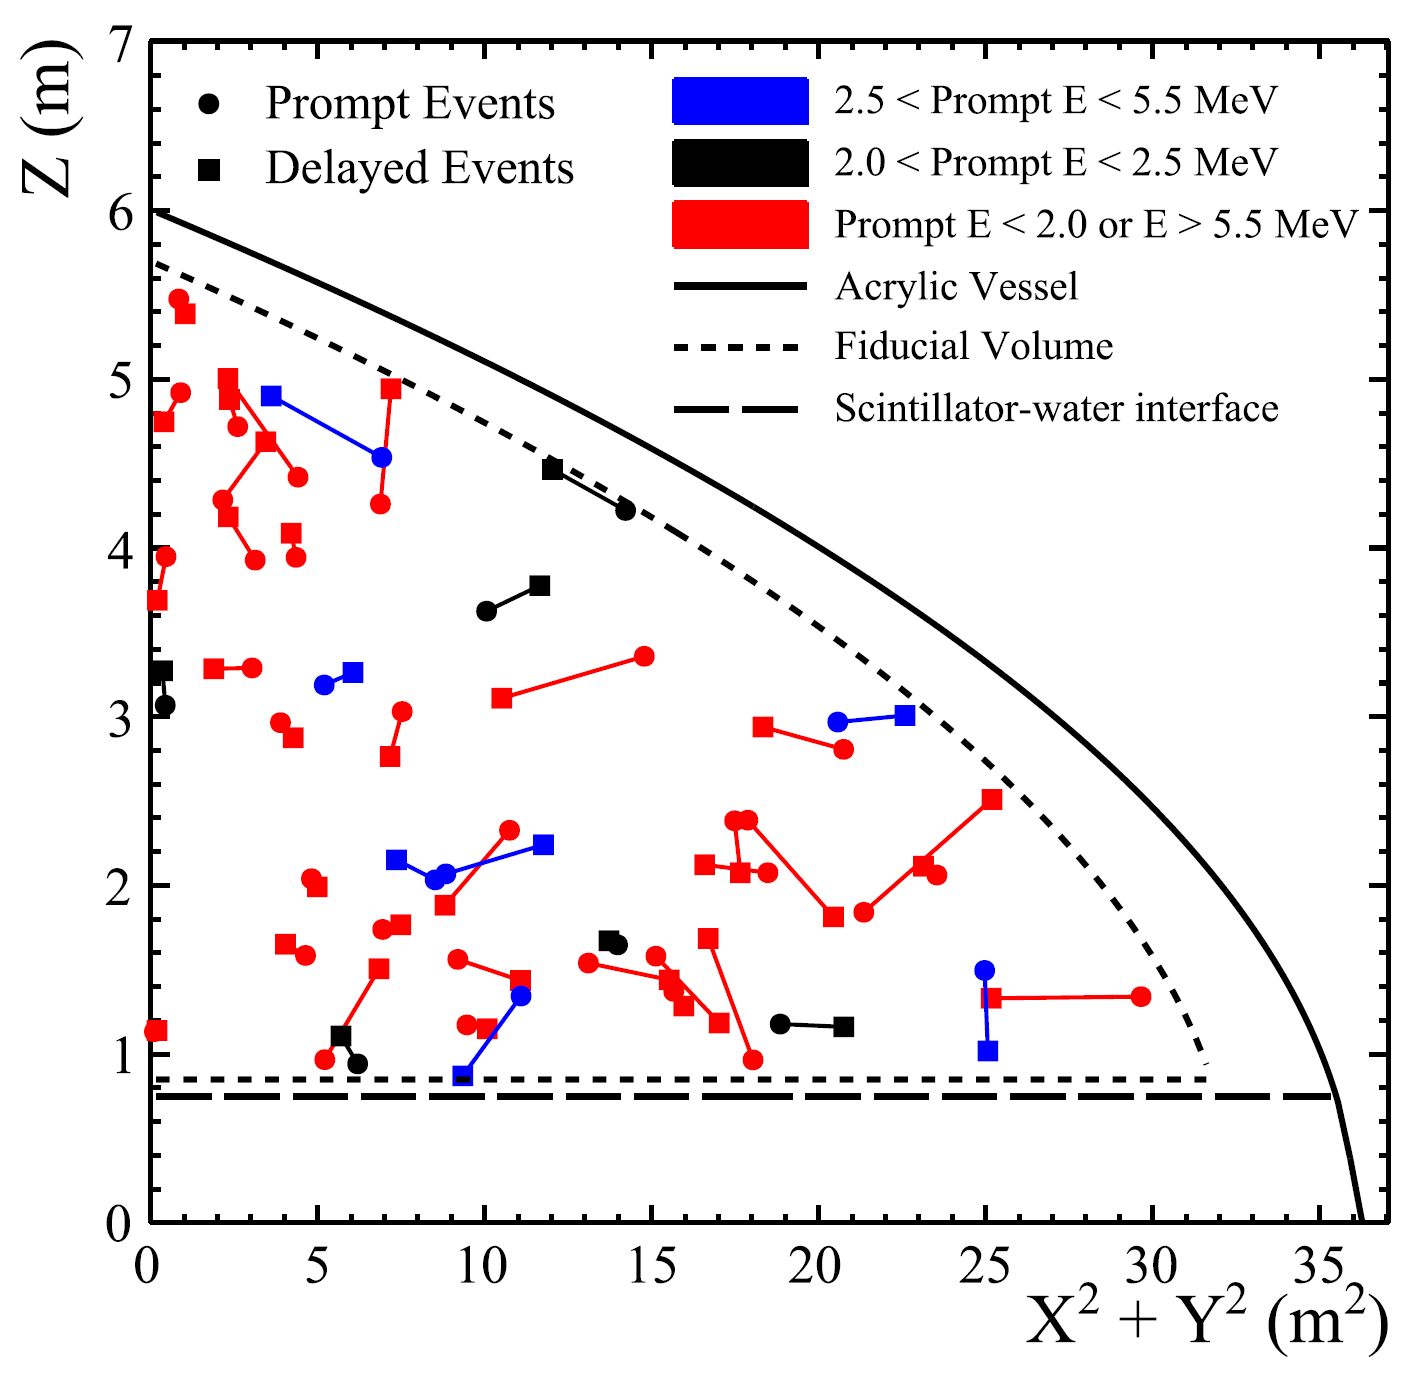 Z (m)
7
6
5
4
3
2
1
0
Prompt Events
Delayed Events
2.5 < Prompt E < 5.5 MeV
2.0 < Prompt E < 2.5 MeV
Prompt E < 2.0 or E > 5.5 MeV
Acrylic Vessel
Fiducial Volume
Scintillator-water interface
0 5 10 15 20 25 30 35
X² + Y² (m²)